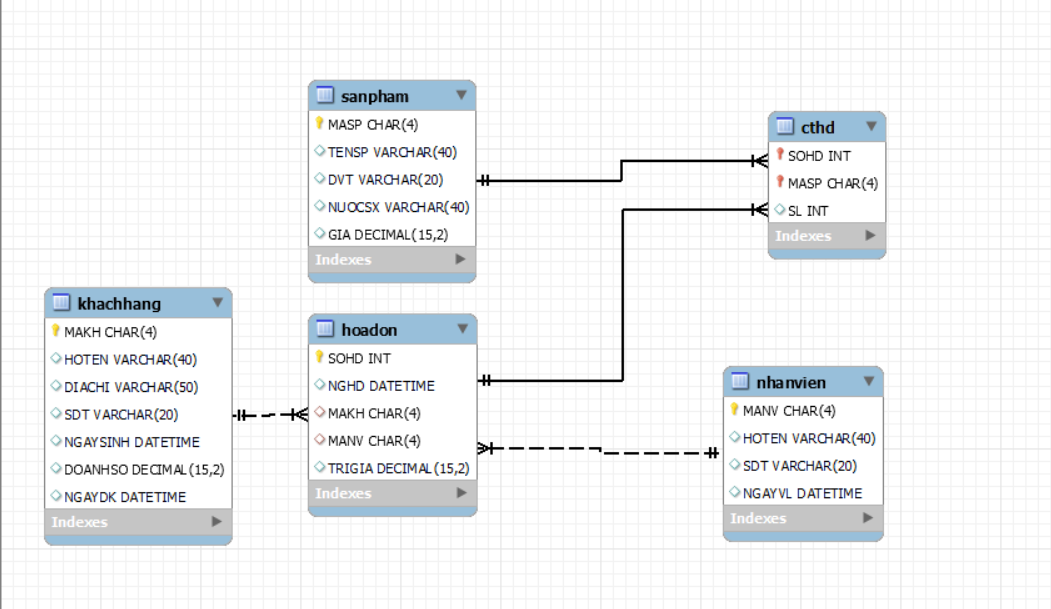 sanpham
MASP CHAR(4)
TENSP VARCHAR(40)
DVT VARCHAR(20)
NUOCSX VARCHAR(40)
GIA DECIMAL(15,2)
Indexes
cthd
SOHD INT
MASP CHAR(4)
SL INT
Indexes
khachhang
MAKH CHAR(4)
HOTEN VARCHAR(40)
DIACHI VARCHAR(50)
SDT VARCHAR(20)
NGAYSINH DATETIME
DOANHSO DECIMAL(15,2)
NGAYDK DATETIME
Indexes
hoadon
SOHD INT
NGHD DATETIME
MAKH CHAR(4)
MANV CHAR(4)
TRIGIA DECIMAL(15,2)
Indexes
nhanvien
MANV CHAR(4)
HOTEN VARCHAR(40)
SDT VARCHAR(20)
NGAYVL DATETIME
Indexes